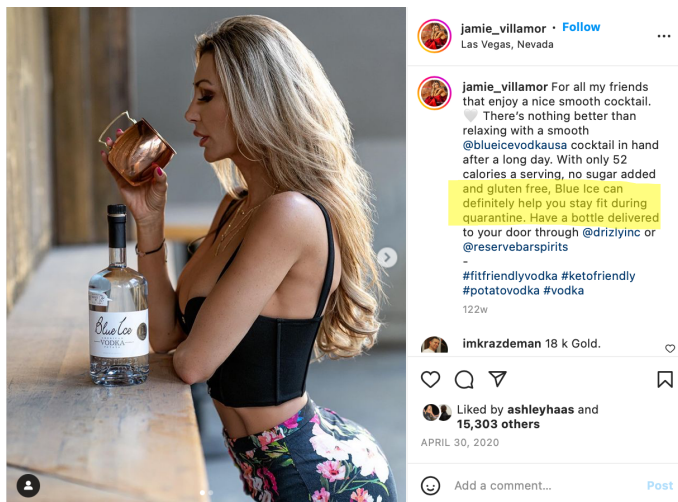 jamie_villamor • Follow
Las Vegas, Nevada
jamie_villamor For all my friends
that enjoy a nice smooth cocktail.
🤍 There’s nothing better than
relaxing with a smooth
@blueicevodkausa cocktail in hand
after a long day. With only 52
calories a serving, no sugar added
and gluten free, Blue Ice can
definitely help you stay fit during
quarantine. Have a bottle delivered
to your door through @drizlyinc or
@reservebarspirits
-
#fitfriendlyvodka #ketofriendly
#potatovodka #vodka
122w
imkrazdeman 18 k Gold.
Liked by ashleyhaas and
15,303 others
APRIL 30, 2020
Add a comment...
Post
Blue Ice
VODKA